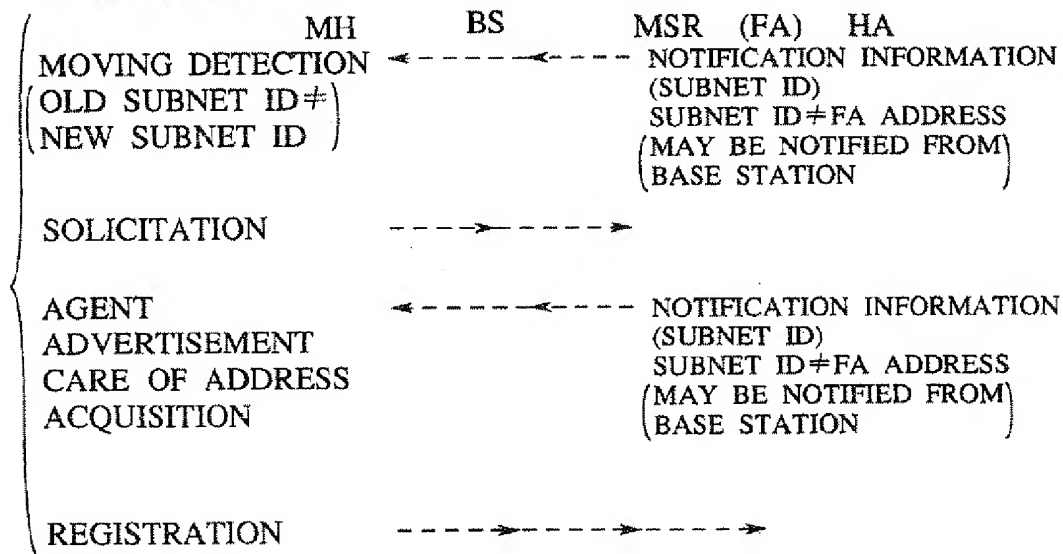 MH BS MSR (FA) HA
MOVING DETECTION NOTIFICATION INFORMATION
(OLD SUBNET ID≠ (SUBNET ID)
NEW SUBNET ID) SUBNET ID≠FA ADDRESS
(MAY BE NOTIFIED FROM
BASE STATION)
SOLICITATION
AGENT NOTIFICATION INFORMATION
ADVERTISEMENT (SUBNET ID)
CARE OF ADDRESS SUBNET ID≠FA ADDRESS
ACQUISITION (MAY BE NOTIFIED FROM
BASE STATION)
REGISTRATION